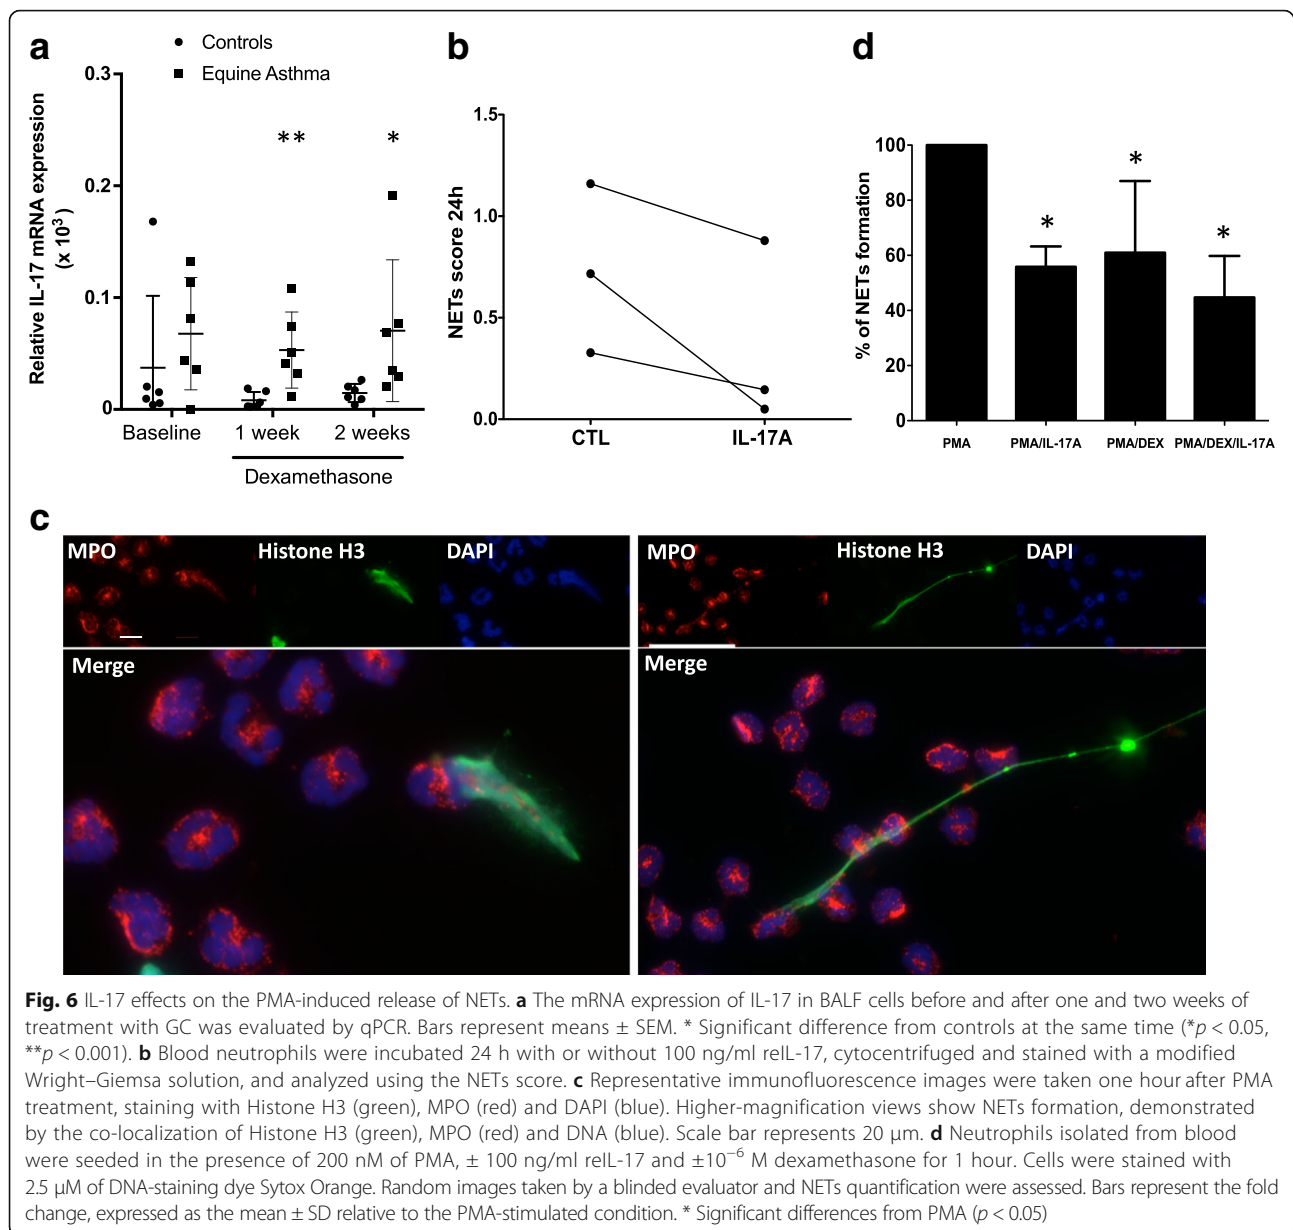 a
Controls
Equine Asthma
Relative IL-17 mRNA expression
(x 10³ )
0.3
0.2
0.1
0
**
*
Baseline
1 week
2 weeks
Dexamethasone
b
NETs score 24h
1.5
1.0
0.5
0.0
CTL
IL-17A
d
% of NETs formation
100
80
60
40
20
0
*
*
*
PMA
PMA/IL-17A
PMA/DEX
PMA/DEX/IL-17A
c
MPO
Histone H3
DAPI
Merge
MPO
Histone H3
DAPI
Merge
Fig. 6 IL-17 effects on the PMA-induced release of NETs. a The mRNA expression of IL-17 in BALF cells before and after one and two weeks of
treatment with GC was evaluated by qPCR. Bars represent means ± SEM. * Significant difference from controls at the same time (*p < 0.05,
**p < 0.001). b Blood neutrophils were incubated 24 h with or without 100 ng/ml reIL-17, cytocentrifuged and stained with a modified
Wright–Giemsa solution, and analyzed using the NETs score. c Representative immunofluorescence images were taken one hour after PMA
treatment, staining with Histone H3 (green), MPO (red) and DAPI (blue). Higher-magnification views show NETs formation, demonstrated
by the co-localization of Histone H3 (green), MPO (red) and DNA (blue). Scale bar represents 20 μm. d Neutrophils isolated from blood
were seeded in the presence of 200 nM of PMA, ± 100 ng/ml reIL-17 and ±10⁻⁶ M dexamethasone for 1 hour. Cells were stained with
2.5 μM of DNA-staining dye Sytox Orange. Random images taken by a blinded evaluator and NETs quantification were assessed. Bars represent the fold
change, expressed as the mean ± SD relative to the PMA-stimulated condition. * Significant differences from PMA (p < 0.05)